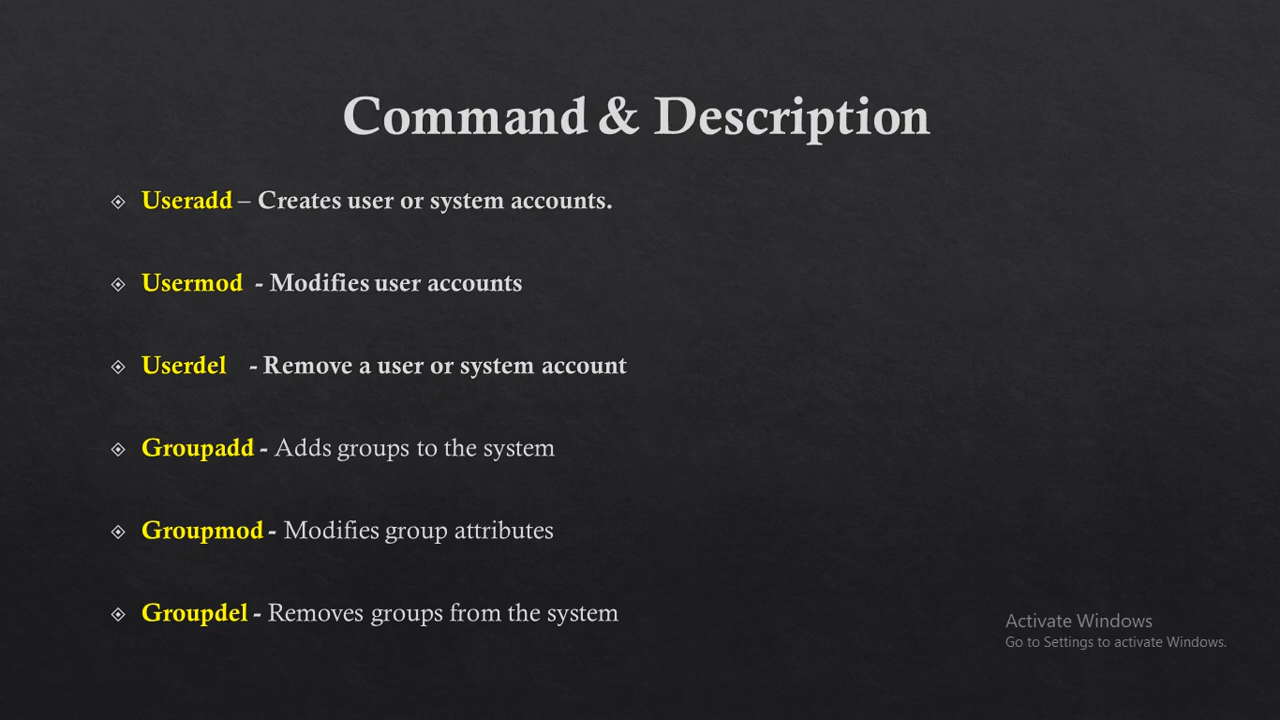 Command & Description
Useradd – Creates user or system accounts.
Usermod - Modifies user accounts
Userdel - Remove a user or system account
Groupadd - Adds groups to the system
Groupmod - Modifies group attributes
Groupdel - Removes groups from the system
Activate Windows
Go to Settings to activate Windows.